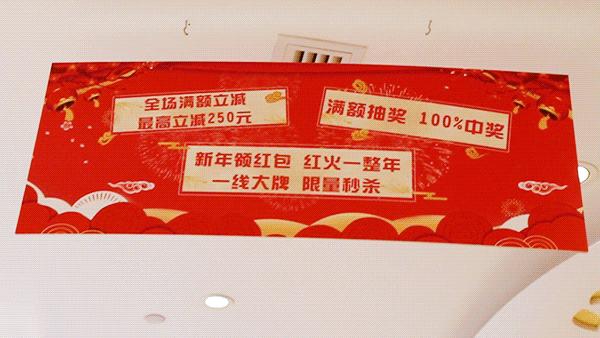 全场满额立减
最高立减250元
满额抽奖 100%中奖
新年领红包 红火一整年
一线大牌 限量秒杀